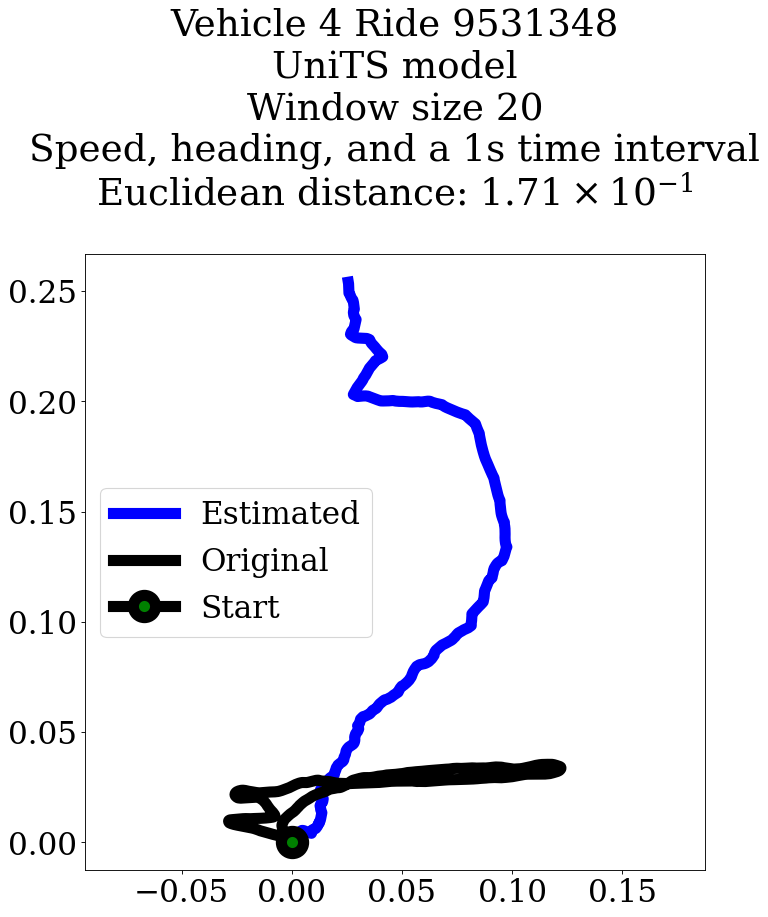 Vehicle 4 Ride 9531348
UniTS model
Window size 20
Speed, heading, and a 1s time interval
Euclidean distance: 1.71 × 10⁻¹
0.25
0.20
0.15
0.10
0.05
0.00
Estimated
Original
Start
−0.05 0.00 0.05 0.10 0.15